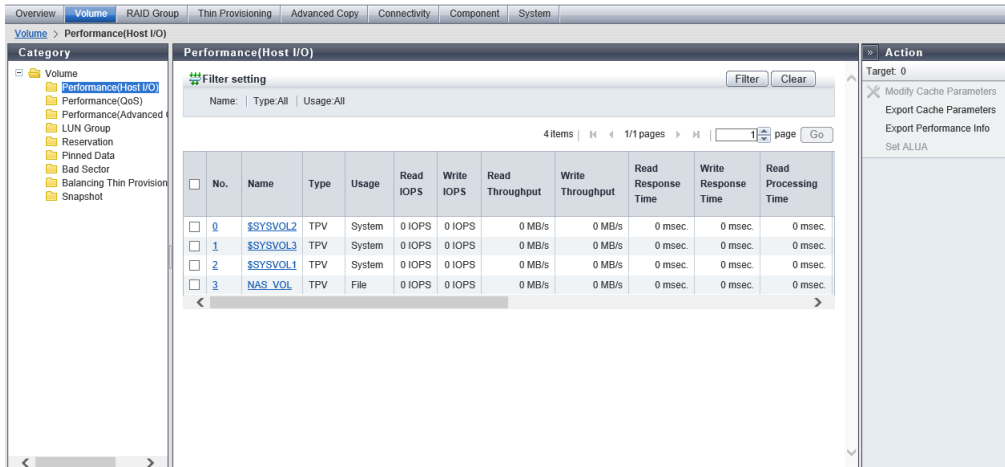 Overview Volume RAID Group Thin Provisioning Advanced Copy Connectivity Component System
Volume > Performance(Host I/O)
Category
Volume
Performance(Host I/O)
Performance(QoS)
Performance(Advanced
LUN Group
Reservation
Pinned Data
Bad Sector
Balancing Thin Provision
Snapshot
Performance(Host I/O)
Filter setting Filter Clear
Name: | Type:All | Usage:All
4 items | 1/1 pages | 1 page Go
No. Name Type Usage Read IOPS Write IOPS Read Throughput Write Throughput Read Response Time Write Response Time Read Processing Time
0 $SYSVOL2 TPV System 0 IOPS 0 IOPS 0 MB/s 0 MB/s 0 msec. 0 msec. 0 msec.
1 $SYSVOL3 TPV System 0 IOPS 0 IOPS 0 MB/s 0 MB/s 0 msec. 0 msec. 0 msec.
2 $SYSVOL1 TPV System 0 IOPS 0 IOPS 0 MB/s 0 MB/s 0 msec. 0 msec. 0 msec.
3 NAS_VOL TPV File 0 IOPS 0 IOPS 0 MB/s 0 MB/s 0 msec. 0 msec. 0 msec.
» Action
Target: 0
Modify Cache Parameters
Export Cache Parameters
Export Performance Info
Set ALUA